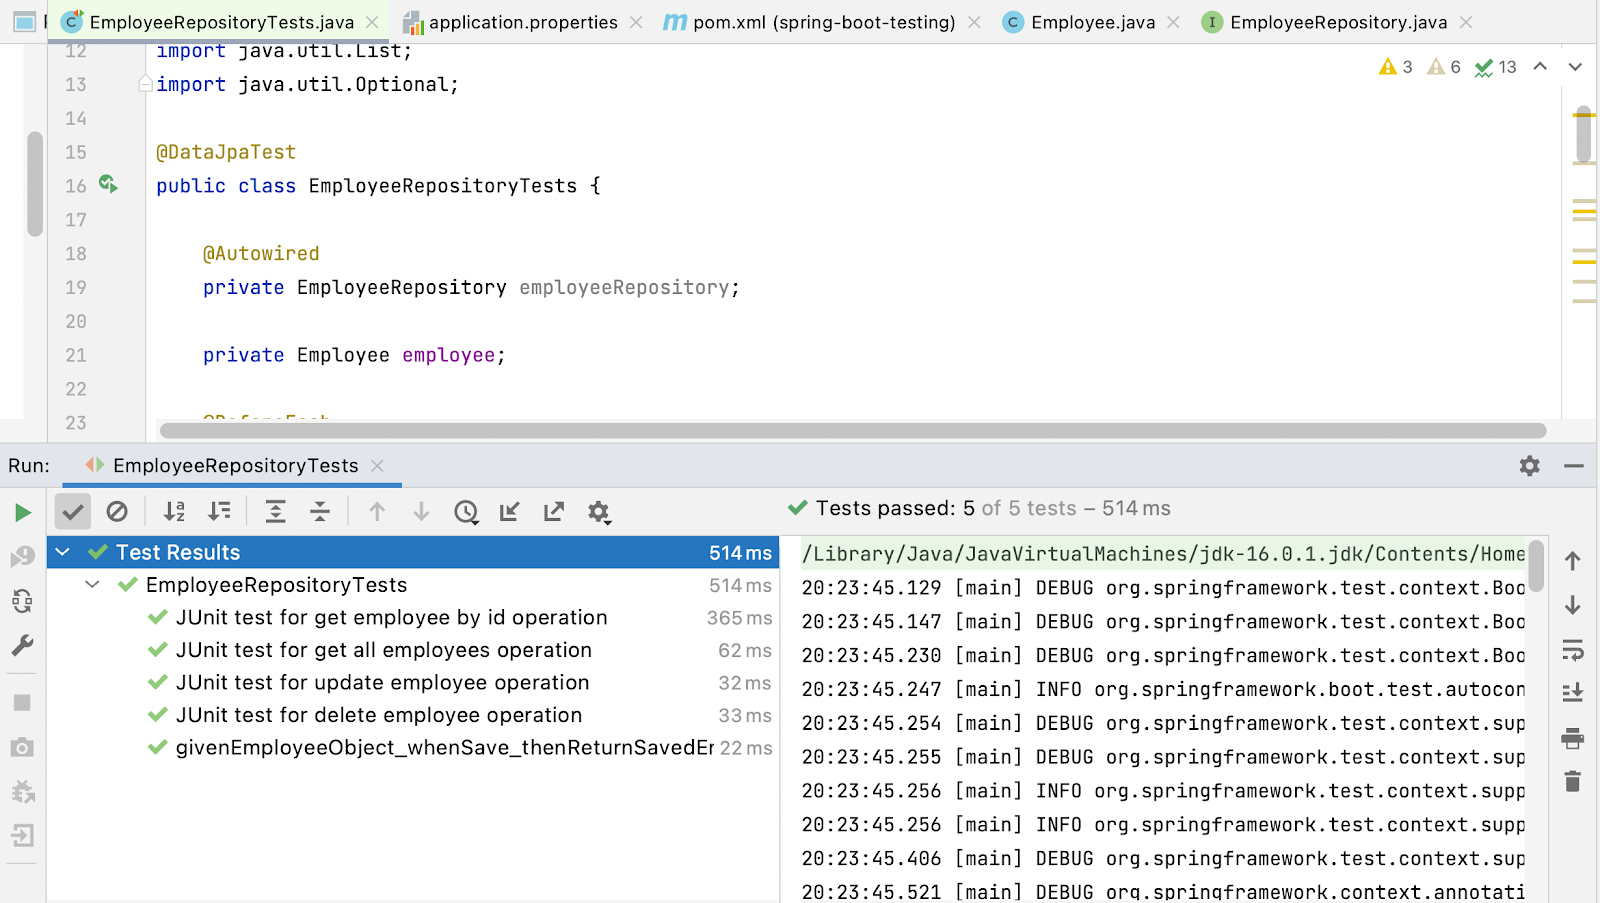 EmployeeRepositoryTests.java application.properties pom.xml (spring-boot-testing) Employee.java EmployeeRepository.java
12 import java.util.List;
13 import java.util.Optional;
3 6 13
14
15 @DataJpaTest
16 public class EmployeeRepositoryTests {
17
18 @Autowired
19 private EmployeeRepository employeeRepository;
20
21 private Employee employee;
22
23
Run: EmployeeRepositoryTests
Tests passed: 5 of 5 tests – 514 ms
Test Results 514 ms
EmployeeRepositoryTests 514 ms
JUnit test for get employee by id operation 365 ms
JUnit test for get all employees operation 62 ms
JUnit test for update employee operation 32 ms
JUnit test for delete employee operation 33 ms
givenEmployeeObject_whenSave_thenReturnSavedEr 22 ms
/Library/Java/JavaVirtualMachines/jdk-16.0.1.jdk/Contents/Home
20:23:45.129 [main] DEBUG org.springframework.test.context.Boo
20:23:45.147 [main] DEBUG org.springframework.test.context.Boo
20:23:45.230 [main] DEBUG org.springframework.test.context.Boo
20:23:45.247 [main] INFO org.springframework.boot.test.autocon
20:23:45.254 [main] DEBUG org.springframework.test.context.sup
20:23:45.255 [main] DEBUG org.springframework.test.context.sup
20:23:45.256 [main] INFO org.springframework.test.context.supp
20:23:45.256 [main] INFO org.springframework.test.context.supp
20:23:45.406 [main] DEBUG org.springframework.test.context.sup
20:23:45.521 [main] DEBUG org.springframework.context.annotati